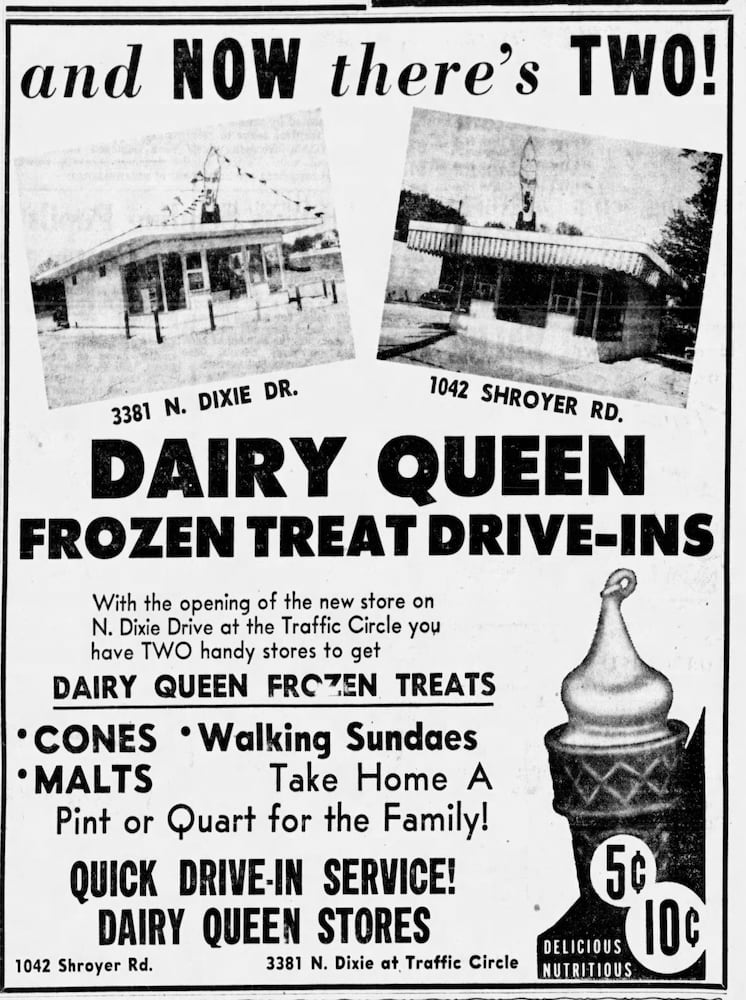 and NOW there's TWO!
3381 N. DIXIE DR.
1042 SHROYER RD.
DAIRY QUEEN
FROZEN TREAT DRIVE-INS
With the opening of the new store on
N. Dixie Drive at the Traffic Circle you
have TWO handy stores to get
DAIRY QUEEN FROZEN TREATS
•CONES •Walking Sundaes
•MALTS Take Home A
Pint or Quart for the Family!
QUICK DRIVE-IN SERVICE!
DAIRY QUEEN STORES
1042 Shroyer Rd. 3381 N. Dixie at Traffic Circle
5¢
10¢
DELICIOUS
NUTRITIOUS